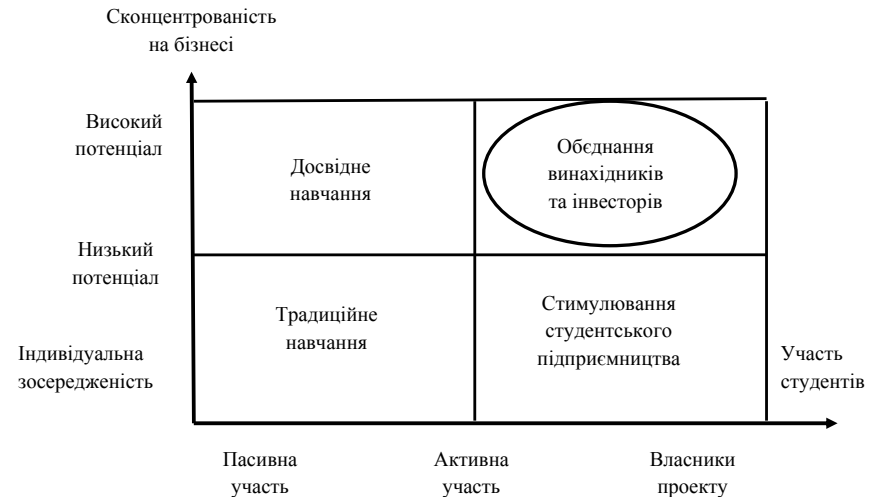 Сконцентрованість
на бізнесі
Високий
потенціал
Досвідне
навчання
Обєднання
винахідників
та інвесторів
Низький
потенціал
Традиційне
навчання
Стимулювання
студентського
підприємництва
Індивідуальна
зосередженість
Участь
студентів
Пасивна
участь
Активна
участь
Власники
проекту